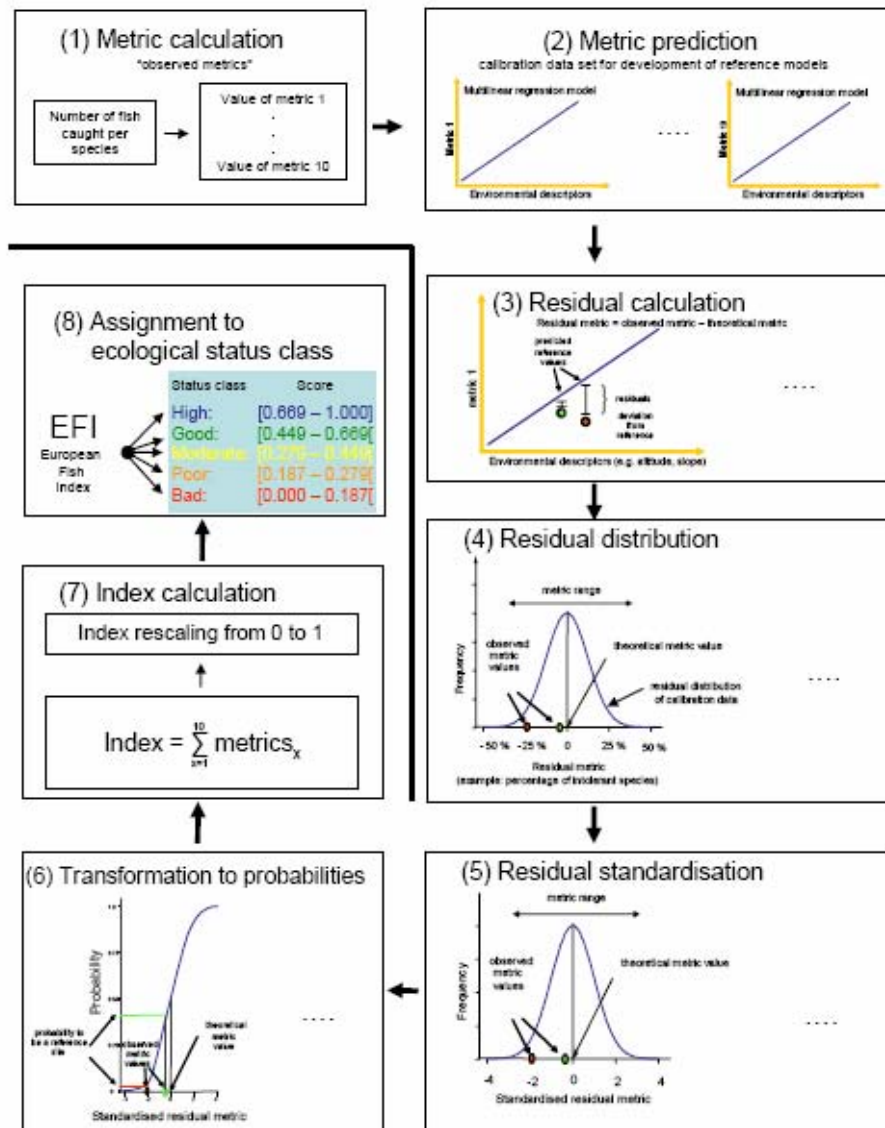 (1) Metric calculation
"observed metrics"
Number of fish
caught per
species
Value of metric 1
.
.
.
Value of metric 10
(2) Metric prediction
calibration data set for development of reference models
Multilinear regression model
Metric 1
Environmental descriptors
. . . .
Multilinear regression model
Metric 10
Environmental descriptors
(3) Residual calculation
Residual metric = observed metric – theoretical metric
predicted
reference
values
residuals
deviation
from
reference
metric 1
Environmental descriptors (e.g. altitude, slope)
. . . .
(4) Residual distribution
metric range
observed
metric
values
theoretical metric value
residual distribution
of calibration data
Frequency
- 50 % -25 % 0 25 % 50 %
Residual metric
(example: percentage of intolerant species)
. . . .
(5) Residual standardisation
metric range
observed
metric
values
theoretical metric value
Frequency
-4 -2 0 2 4
Standardised residual metric
. . . .
(6) Transformation to probabilities
Probability
probability to
be a reference
site
observed
metric values
theoretical
metric
value
Standardised residual metric
. . . .
(7) Index calculation
Index rescaling from 0 to 1
Index = 10 ∑ x=1 metrics x
(8) Assignment to
ecological status class
EFI
European
Fish
Index
Status class Score
High: [0.669 – 1.000]
Good: [0.449 – 0.669[
Moderate: [0.279 – 0.449[
Poor: [0.187 – 0.279[
Bad: [0.000 – 0.187[